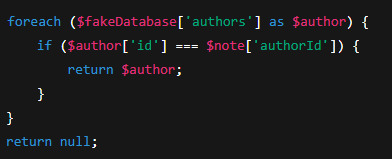 foreach ($fakeDatabase['authors'] as $author) {
    if ($author['id'] === $note['authorId']) {
        return $author;
    }
}
return null;